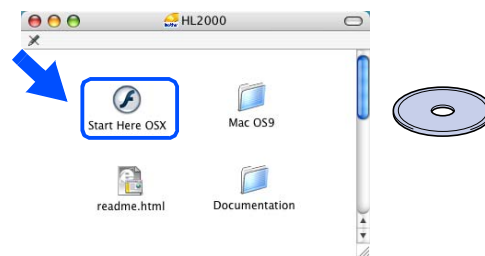 HL2000
Start Here OSX
Mac OS9
readme.html
Documentation